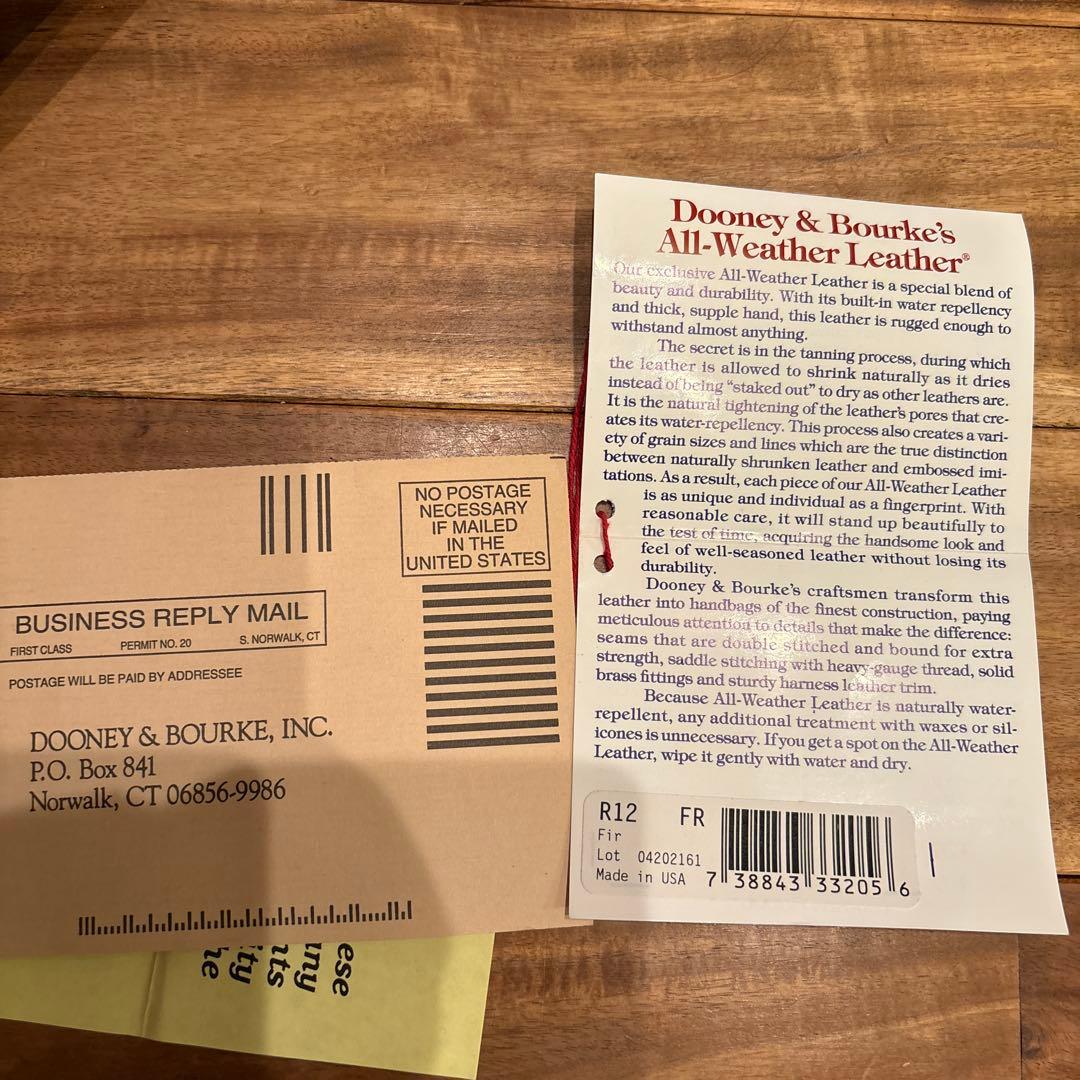 Dooney & Bourke's
All-Weather Leather®
Our exclusive All-Weather Leather is a special blend of
beauty and durability. With its built-in water repellency
and thick, supple hand, this leather is rugged enough to
withstand almost anything.
The secret is in the tanning process, during which
the leather is allowed to shrink naturally as it dries
instead of being “staked out” to dry as other leathers are.
It is the natural tightening of the leather's pores that cre-
ates its water-repellency. This process also creates a vari-
ety of grain sizes and lines which are the true distinction
between naturally shrunken leather and embossed imi-
tations. As a result, each piece of our All-Weather Leather
is as unique and individual as a fingerprint. With
reasonable care, it will stand up beautifully to
the test of time, acquiring the handsome look and
feel of well-seasoned leather without losing its
durability.
Dooney & Bourke's craftsmen transform this
leather into handbags of the finest construction, paying
meticulous attention to details that make the difference:
seams that are double stitched and bound for extra
strength, saddle stitching with heavy-gauge thread, solid
brass fittings and sturdy harness leather trim.
Because All-Weather Leather is naturally water-
repellent, any additional treatment with waxes or sil-
icones is unnecessary. If you get a spot on the All-Weather
Leather, wipe it gently with water and dry.
R12 FR
Fir
Lot 04202161
Made in USA
7 38843 33205 6
NO POSTAGE
NECESSARY
IF MAILED
IN THE
UNITED STATES
BUSINESS REPLY MAIL
FIRST CLASS PERMIT NO. 20 S. NORWALK, CT
POSTAGE WILL BE PAID BY ADDRESSEE
DOONEY & BOURKE, INC.
P.O. Box 841
Norwalk, CT 06856-9986